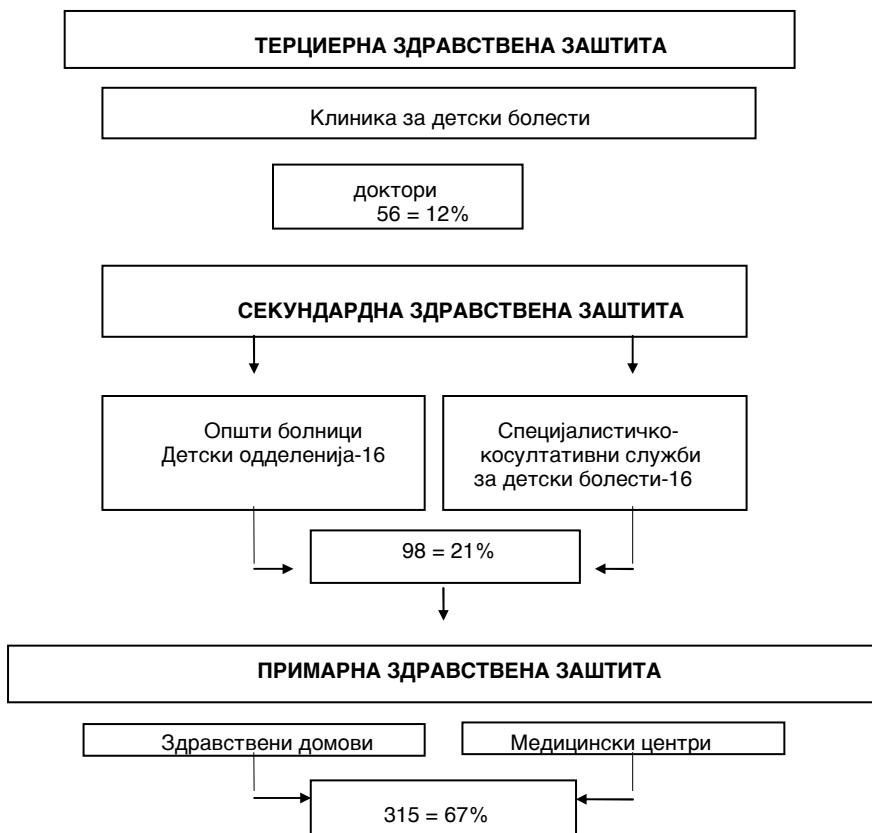 ТЕРЦИЕРНА ЗДРАВСТВЕНА ЗАШТИТА
Клиника за детски болести
доктори
56 = 12%
СЕКУНДАРДНА ЗДРАВСТВЕНА ЗАШТИТА
Општи болници
Детски одделенија-16
Специјалистичко-
косултативни служби
за детски болести-16
98 = 21%
ПРИМАРНА ЗДРАВСТВЕНА ЗАШТИТА
Здравствени домови
Медицински центри
315 = 67%